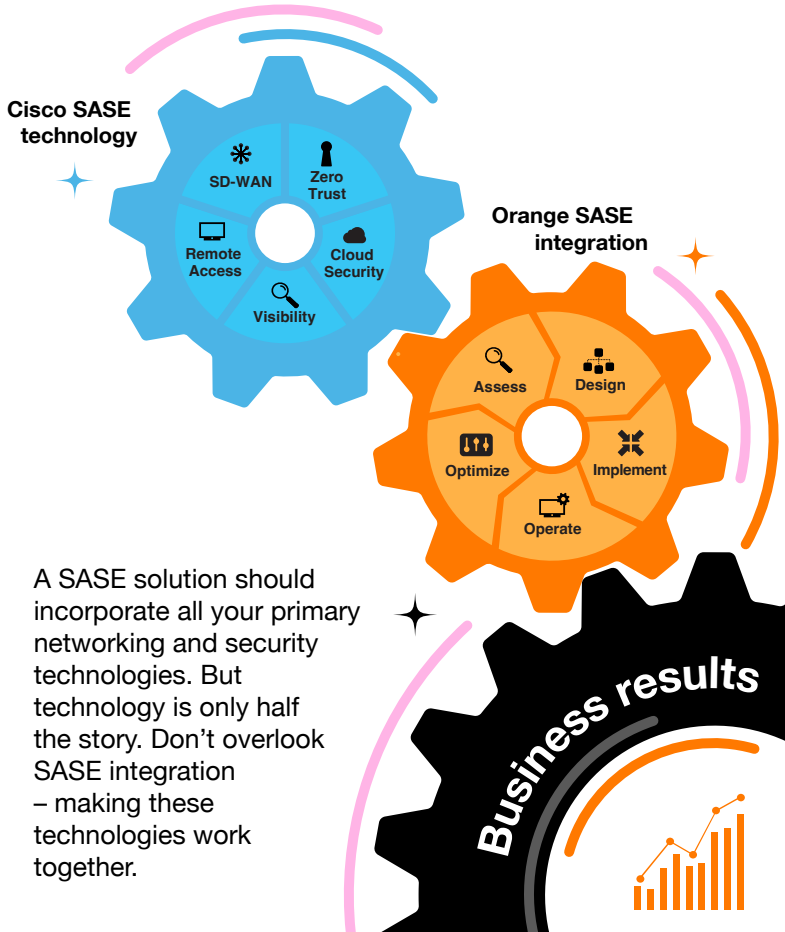 Cisco SASE
technology
SD-WAN
Zero
Trust
Remote
Access
Cloud
Security
Visibility
Orange SASE
integration
Assess
Design
Optimize
Implement
Operate
A SASE solution should
incorporate all your primary
networking and security
technologies. But
technology is only half
the story. Don’t overlook
SASE integration
– making these
technologies work
together.
Business results